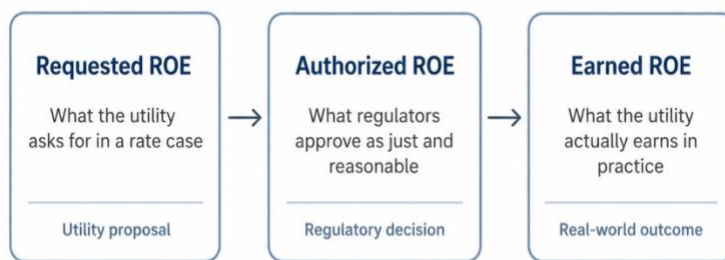 Requested ROE
What the utility
asks for in a rate case
Utility proposal
Authorized ROE
What regulators
approve as just and
reasonable
Regulatory decision
Earned ROE
What the utility
actually earns in
practice
Real-world outcome